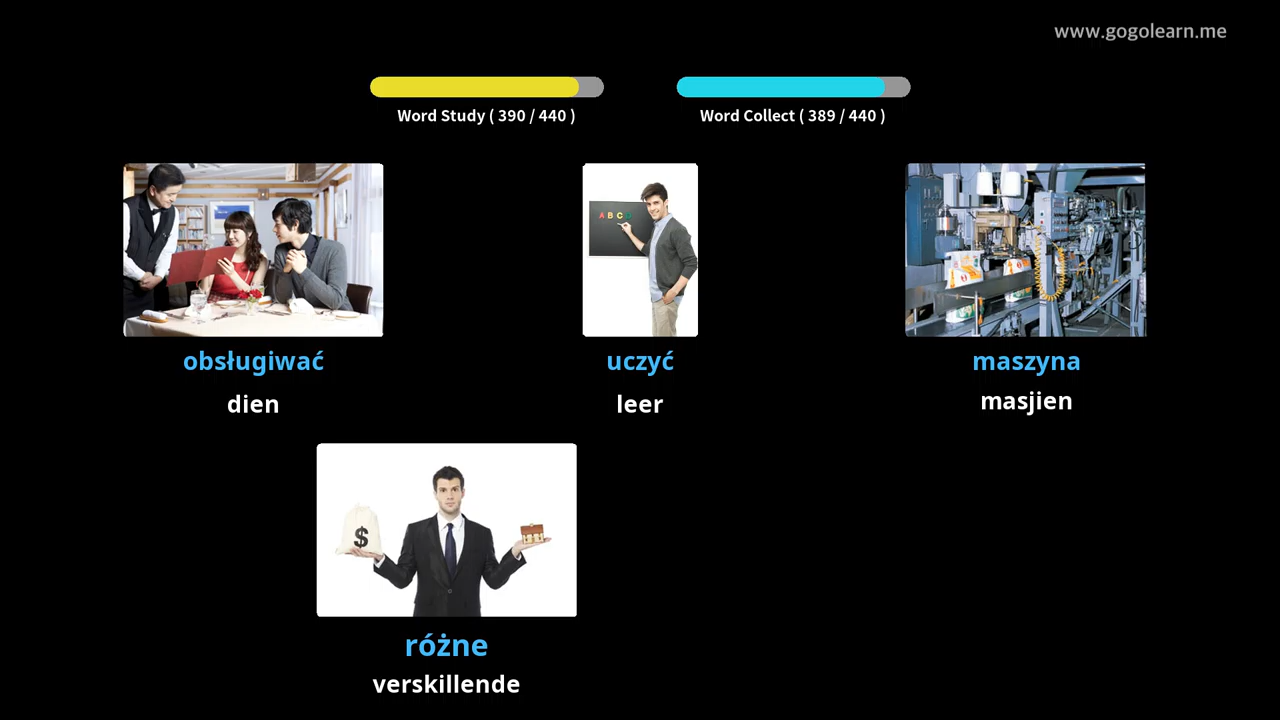 www.gogolearn.me
Word Study ( 390 / 440 )
Word Collect ( 389 / 440 )
A B C
$
obsługiwać
uczyć
maszyna
dien
leer
masjien
różne
verskillende